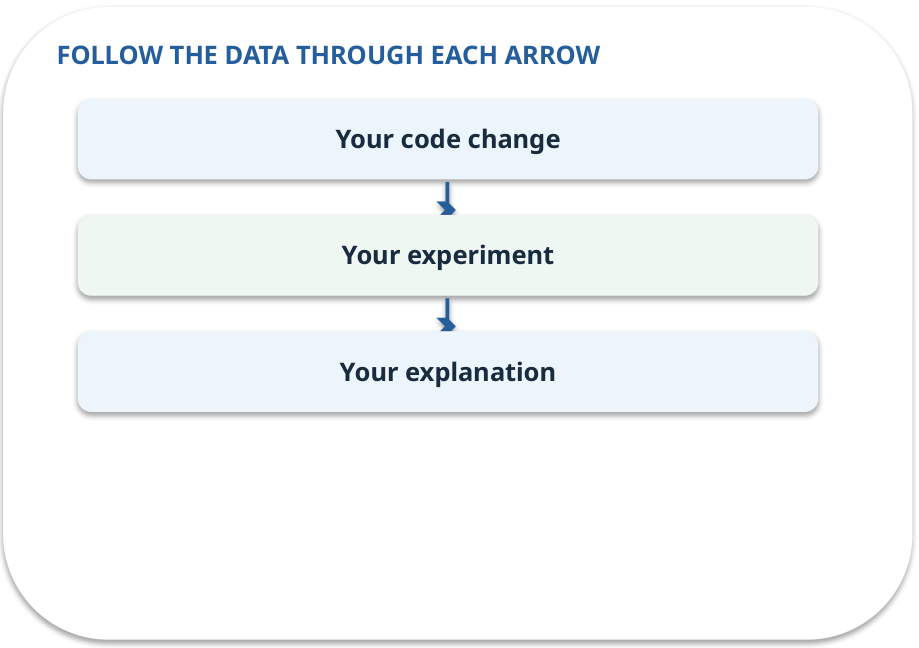 FOLLOW THE DATA THROUGH EACH ARROW
Your code change
Your experiment
Your explanation